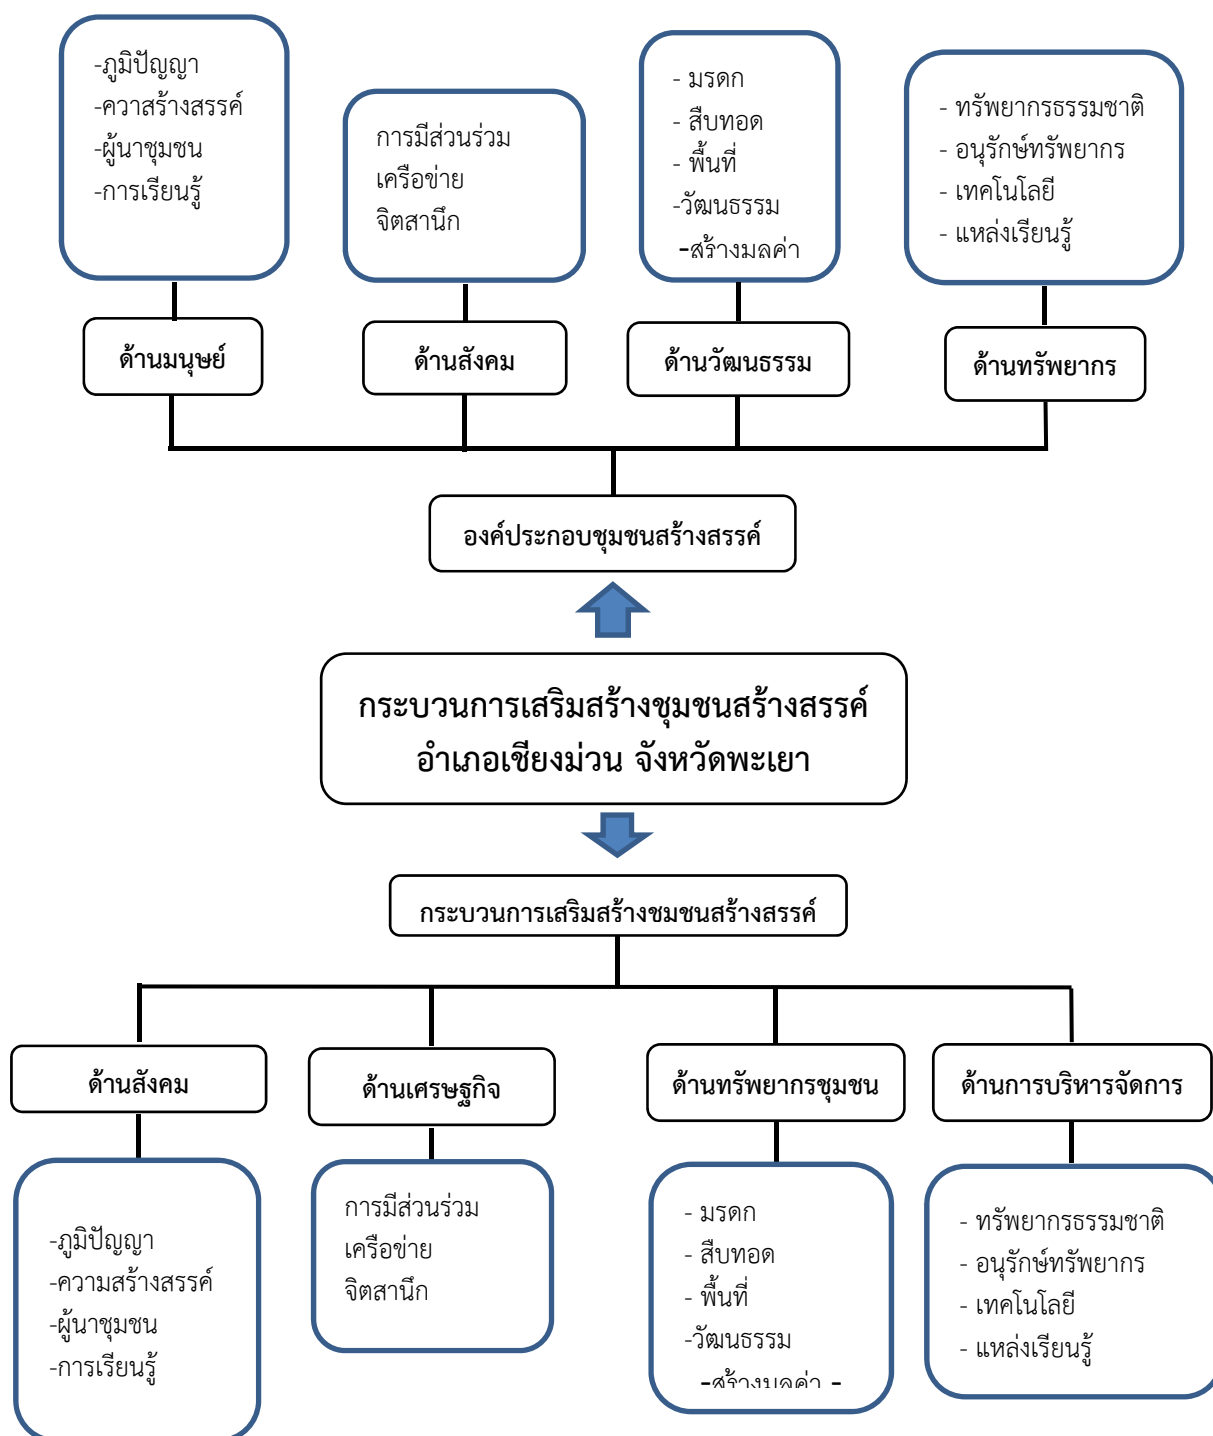 -ภูมิปัญญา
-ควาสร้างสรรค์
-ผู้นาชุมชน
-การเรียนรู้
การมีส่วนร่วม
เครือข่าย
จิตสานึก
- มรดก
- สืบทอด
- พื้นที่
-วัฒนธรรม
-สร้างมูลค่า
- ทรัพยากรธรรมชาติ
- อนุรักษ์ทรัพยากร
- เทคโนโลยี
- แหล่งเรียนรู้
ด้านมนุษย์
ด้านสังคม
ด้านวัฒนธรรม
ด้านทรัพยากร
องค์ประกอบชุมชนสร้างสรรค์
กระบวนการเสริมสร้างชุมชนสร้างสรรค์
อำเภอเชียงม่วน จังหวัดพะเยา
กระบวนการเสริมสร้างชมชนสร้างสรรค์
ด้านสังคม
ด้านเศรษฐกิจ
ด้านทรัพยากรชุมชน
ด้านการบริหารจัดการ
-ภูมิปัญญา
-ความสร้างสรรค์
-ผู้นาชุมชน
-การเรียนรู้
การมีส่วนร่วม
เครือข่าย
จิตสานึก
- มรดก
- สืบทอด
- พื้นที่
-วัฒนธรรม
-สร้างมูลค่า -
- ทรัพยากรธรรมชาติ
- อนุรักษ์ทรัพยากร
- เทคโนโลยี
- แหล่งเรียนรู้